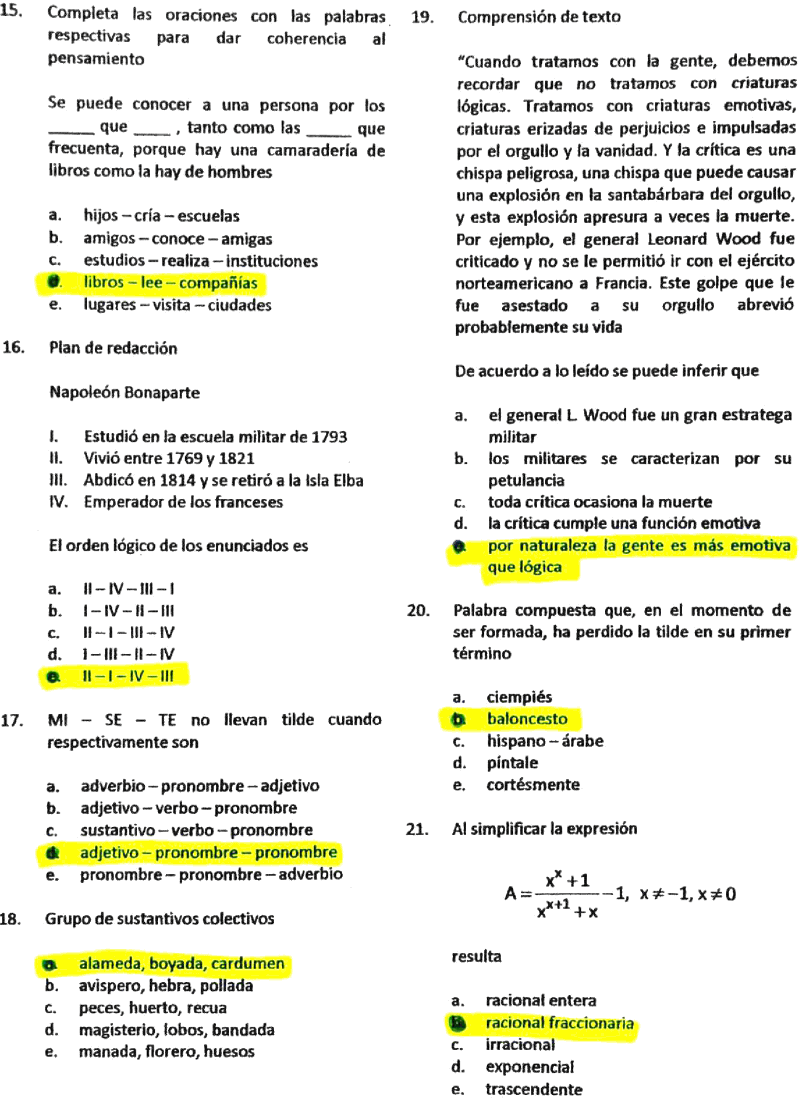 15. Completa las oraciones con las palabras
respectivas para dar coherencia al
pensamiento
Se puede conocer a una persona por los
______ que _____ , tanto como las ______ que
frecuenta, porque hay una camaradería de
libros como la hay de hombres
a. hijos – cría – escuelas
b. amigos – conoce – amigas
c. estudios – realiza – instituciones
d. libros – lee – compañías
e. lugares – visita – ciudades
16. Plan de redacción
Napoleón Bonaparte
I. Estudió en la escuela militar de 1793
II. Vivió entre 1769 y 1821
III. Abdicó en 1814 y se retiró a la Isla Elba
IV. Emperador de los franceses
El orden lógico de los enunciados es
a. II – IV – III – I
b. I – IV – II – III
c. II – I – III – IV
d. I – III – II – IV
e. II – I – IV – III
17. MI – SE – TE no llevan tilde cuando
respectivamente son
a. adverbio – pronombre – adjetivo
b. adjetivo – verbo – pronombre
c. sustantivo – verbo – pronombre
d. adjetivo – pronombre – pronombre
e. pronombre – pronombre – adverbio
18. Grupo de sustantivos colectivos
a. alameda, boyada, cardumen
b. avispero, hebra, pollada
c. peces, huerto, recua
d. magisterio, lobos, bandada
e. manada, florero, huesos
19. Comprensión de texto
"Cuando tratamos con la gente, debemos
recordar que no tratamos con criaturas
lógicas. Tratamos con criaturas emotivas,
criaturas erizadas de perjuicios e impulsadas
por el orgullo y la vanidad. Y la crítica es una
chispa peligrosa, una chispa que puede causar
una explosión en la santabárbara del orgullo,
y esta explosión apresura a veces la muerte.
Por ejemplo, el general Leonard Wood fue
criticado y no se le permitió ir con el ejército
norteamericano a Francia. Este golpe que le
fue asestado a su orgullo abrevió
probablemente su vida
De acuerdo a lo leído se puede inferir que
a. el general L. Wood fue un gran estratega
militar
b. los militares se caracterizan por su
petulancia
c. toda crítica ocasiona la muerte
d. la crítica cumple una función emotiva
e. por naturaleza la gente es más emotiva
que lógica
20. Palabra compuesta que, en el momento de
ser formada, ha perdido la tilde en su primer
término
a. ciempiés
b. baloncesto
c. hispano – árabe
d. píntale
e. cortésmente
21. Al simplificar la expresión
A = (x^x + 1)/(x^(x+1) + x) – 1, x ≠ –1, x ≠ 0
resulta
a. racional entera
b. racional fraccionaria
c. irracional
d. exponencial
e. trascendente